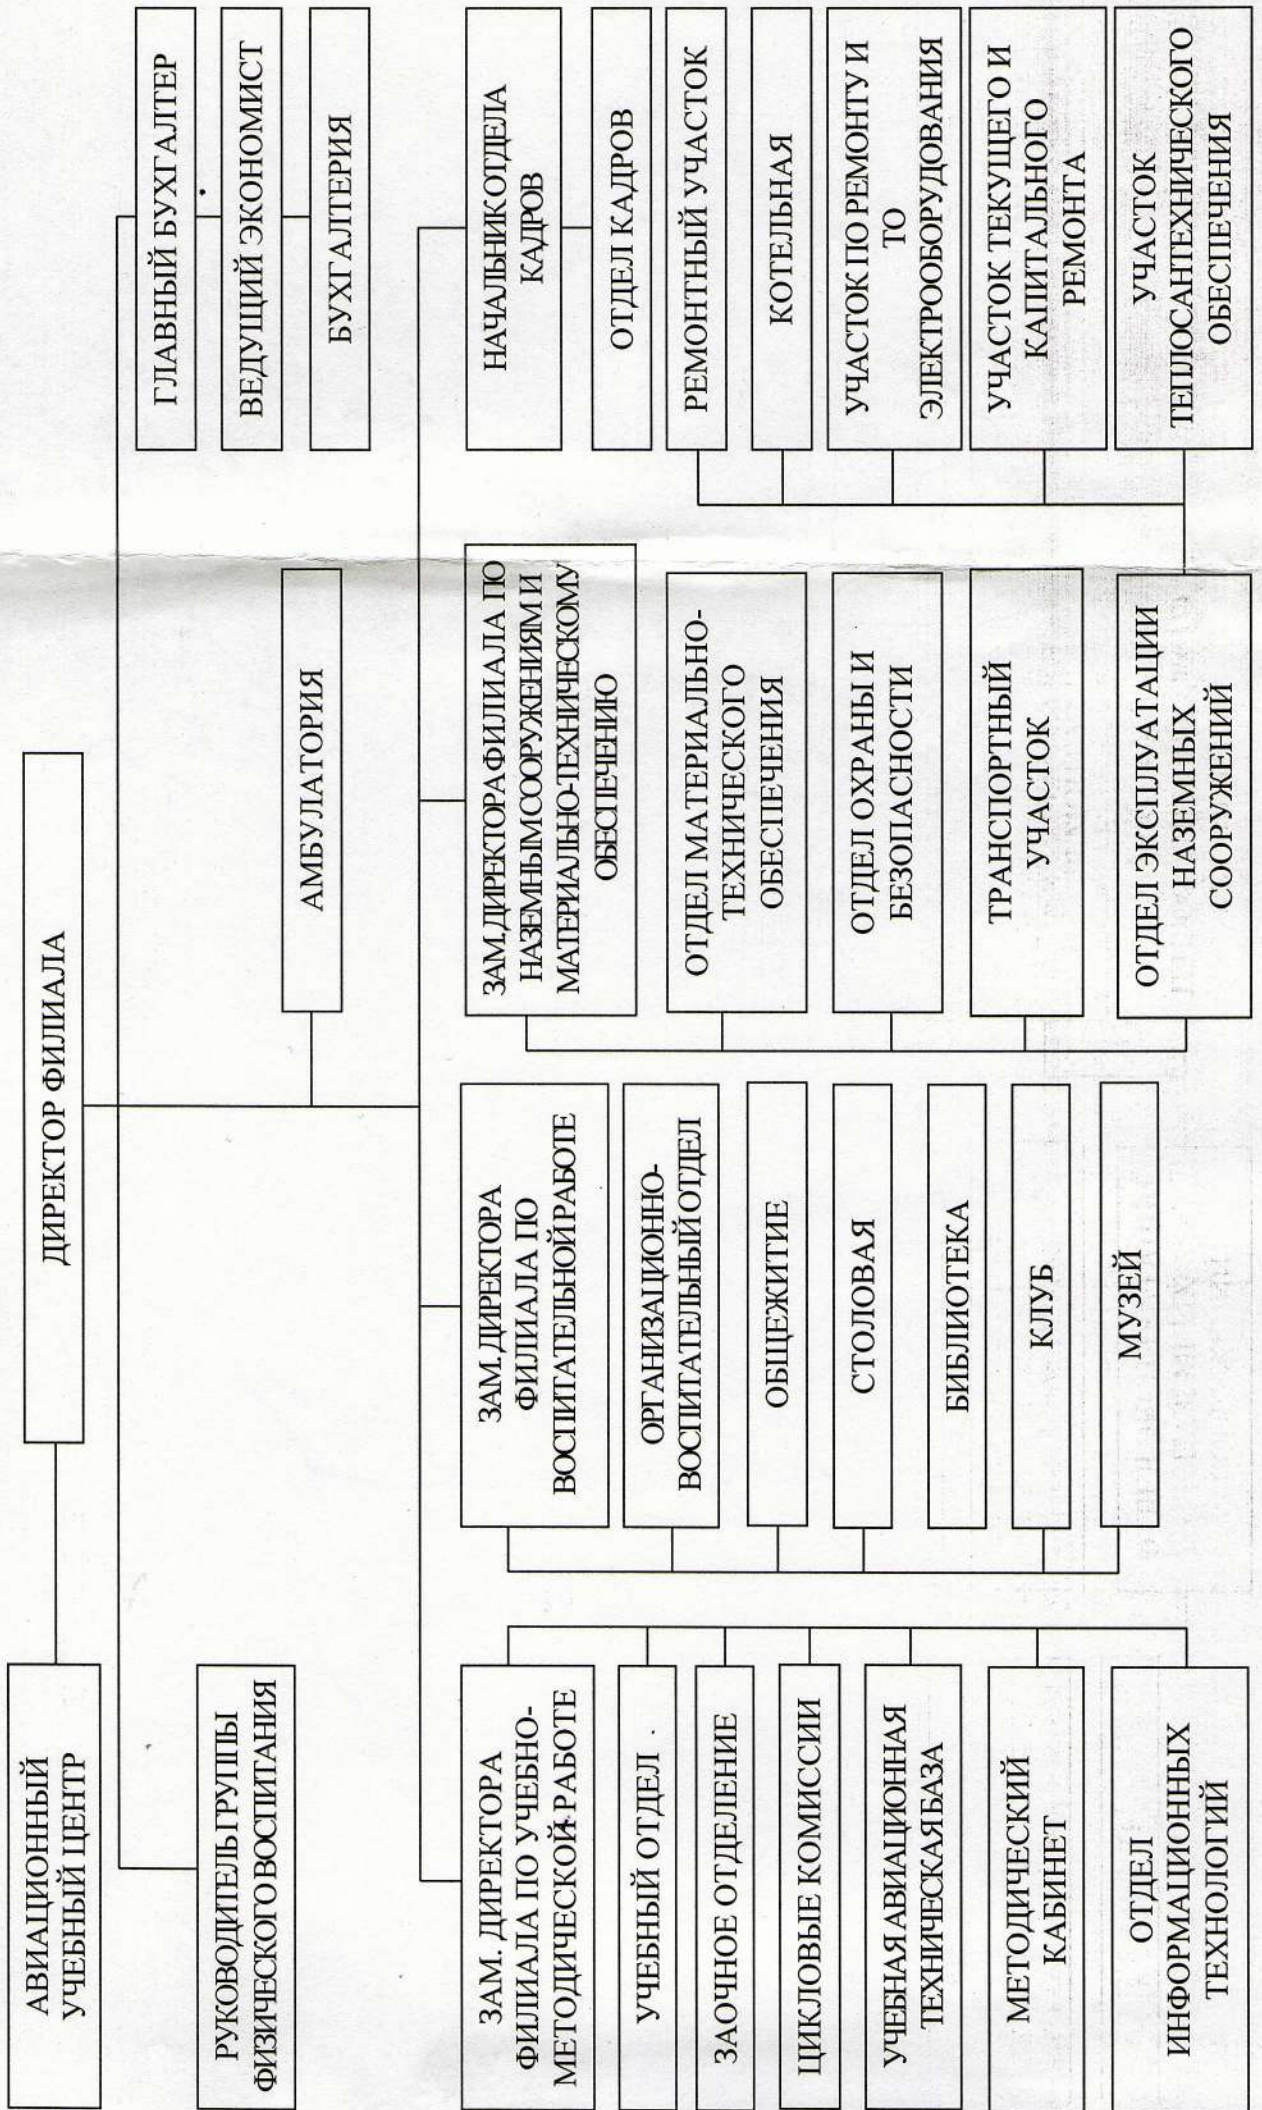 ДИРЕКТОР ФИЛИАЛА
АВИАЦИОННЫЙ
УЧЕБНЫЙ ЦЕНТР
РУКОВОДИТЕЛЬ ГРУППЫ
ФИЗИЧЕСКОГО ВОСПИТАНИЯ
АМБУЛАТОРИЯ
ГЛАВНЫЙ БУХГАЛТЕР
ВЕДУЩИЙ ЭКОНОМИСТ
БУХГАЛТЕРИЯ
ЗАМ. ДИРЕКТОРА
ФИЛИАЛА ПО УЧЕБНО-
МЕТОДИЧЕСКОЙ РАБОТЕ
УЧЕБНЫЙ ОТДЕЛ
ЗАОЧНОЕ ОТДЕЛЕНИЕ
ЦИКЛОВЫЕ КОМИССИИ
УЧЕБНАЯ АВИАЦИОННАЯ
ТЕХНИЧЕСКАЯ БАЗА
МЕТОДИЧЕСКИЙ
КАБИНЕТ
ОТДЕЛ
ИНФОРМАЦИОННЫХ
ТЕХНОЛОГИЙ
ЗАМ. ДИРЕКТОРА
ФИЛИАЛА ПО
ВОСПИТАТЕЛЬНОЙ РАБОТЕ
ОРГАНИЗАЦИОННО-
ВОСПИТАТЕЛЬНЫЙ ОТДЕЛ
ОБЩЕЖИТИЕ
СТОЛОВАЯ
БИБЛИОТЕКА
КЛУБ
МУЗЕЙ
ЗАМ. ДИРЕКТОРА ФИЛИАЛА ПО
НАЗЕМНЫМ СООРУЖЕНИЯМ И
МАТЕРИАЛЬНО-ТЕХНИЧЕСКОМУ
ОБЕСПЕЧЕНИЮ
ОТДЕЛ МАТЕРИАЛЬНО-
ТЕХНИЧЕСКОГО
ОБЕСПЕЧЕНИЯ
ОТДЕЛ ОХРАНЫ И
БЕЗОПАСНОСТИ
ТРАНСПОРТНЫЙ
УЧАСТОК
ОТДЕЛ ЭКСПЛУАТАЦИИ
НАЗЕМНЫХ
СООРУЖЕНИЙ
НАЧАЛЬНИК ОТДЕЛА
КАДРОВ
ОТДЕЛ КАДРОВ
РЕМОНТНЫЙ УЧАСТОК
КОТЕЛЬНАЯ
УЧАСТОК ПО РЕМОНТУ И
ТО
ЭЛЕКТРООБОРУДОВАНИЯ
УЧАСТОК ТЕКУЩЕГО И
КАПИТАЛЬНОГО
РЕМОНТА
УЧАСТОК
ТЕПЛОСАНТЕХНИЧЕСКОГО
ОБЕСПЕЧЕНИЯ